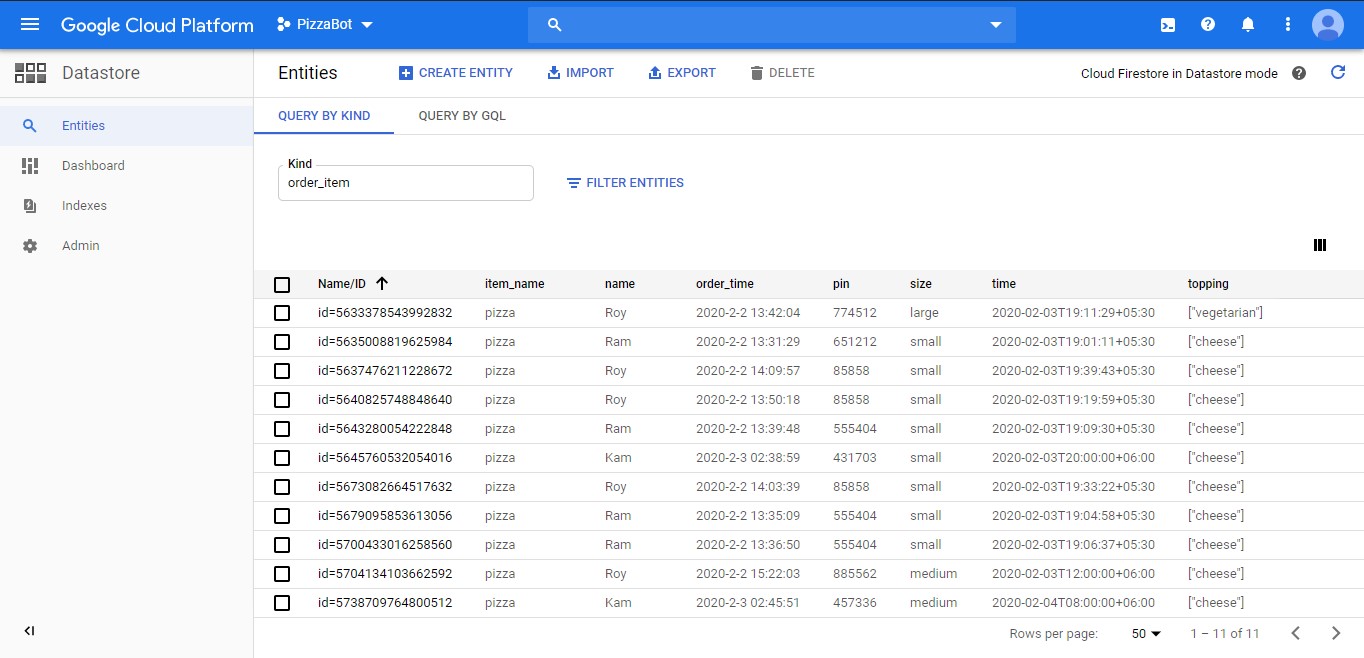 Google Cloud Platform PizzaBot
Datastore Entities CREATE ENTITY IMPORT EXPORT DELETE Cloud Firestore in Datastore mode
Entities QUERY BY KIND QUERY BY GQL
Dashboard
Kind
order_item FILTER ENTITIES
Indexes
Admin
Name/ID item_name name order_time pin size time topping
id=5633378543992832 pizza Roy 2020-2-2 13:42:04 774512 large 2020-02-03T19:11:29+05:30 ["vegetarian"]
id=5635008819625984 pizza Ram 2020-2-2 13:31:29 651212 small 2020-02-03T19:01:11+05:30 ["cheese"]
id=5637476211228672 pizza Roy 2020-2-2 14:09:57 85858 small 2020-02-03T19:39:43+05:30 ["cheese"]
id=5640825748848640 pizza Roy 2020-2-2 13:50:18 85858 small 2020-02-03T19:19:59+05:30 ["cheese"]
id=5643280054222848 pizza Ram 2020-2-2 13:39:48 555404 small 2020-02-03T19:09:30+05:30 ["cheese"]
id=5645760532054016 pizza Kam 2020-2-3 02:38:59 431703 small 2020-02-03T20:00:00+06:00 ["cheese"]
id=5673082664517632 pizza Roy 2020-2-2 14:03:39 85858 small 2020-02-03T19:33:22+05:30 ["cheese"]
id=5679095853613056 pizza Ram 2020-2-2 13:35:09 555404 small 2020-02-03T19:04:58+05:30 ["cheese"]
id=5700433016258560 pizza Ram 2020-2-2 13:36:50 555404 small 2020-02-03T19:06:37+05:30 ["cheese"]
id=5704134103662592 pizza Roy 2020-2-2 15:22:03 885562 medium 2020-02-03T12:00:00+06:00 ["cheese"]
id=5738709764800512 pizza Kam 2020-2-3 02:45:51 457336 medium 2020-02-04T08:00:00+06:00 ["cheese"]
Rows per page: 50 1 – 11 of 11